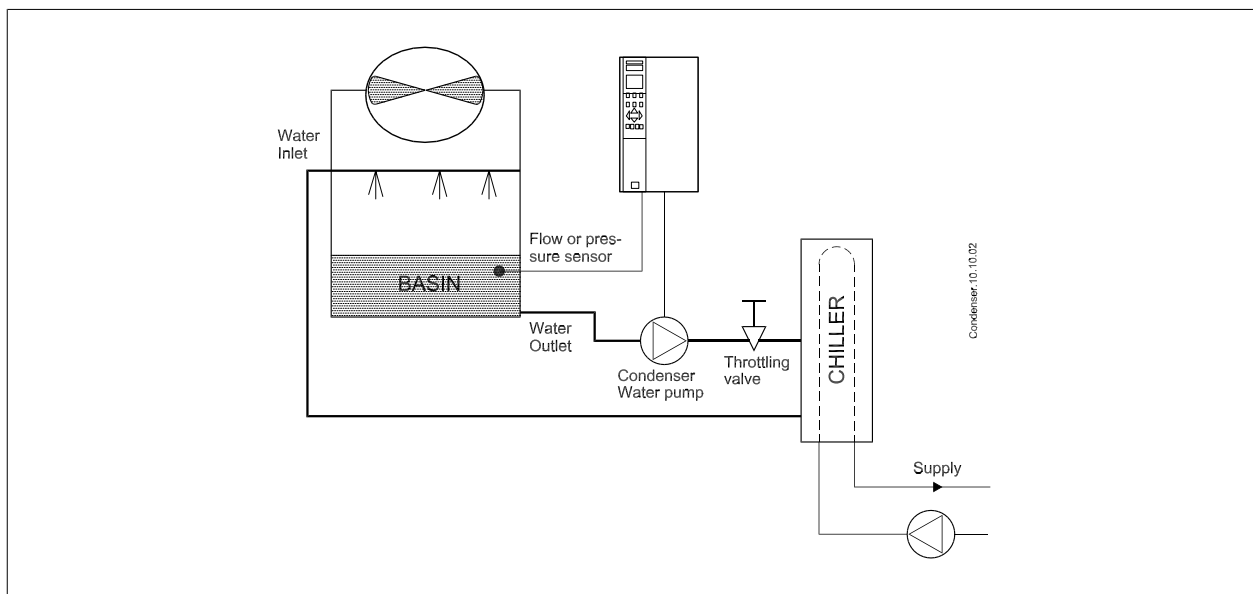 Water
Inlet
Flow or pres-
sure sensor
BASIN
Water
Outlet
Condenser
Water pump
Throttling
valve
CHILLER
Condenser.10.10.02
Supply